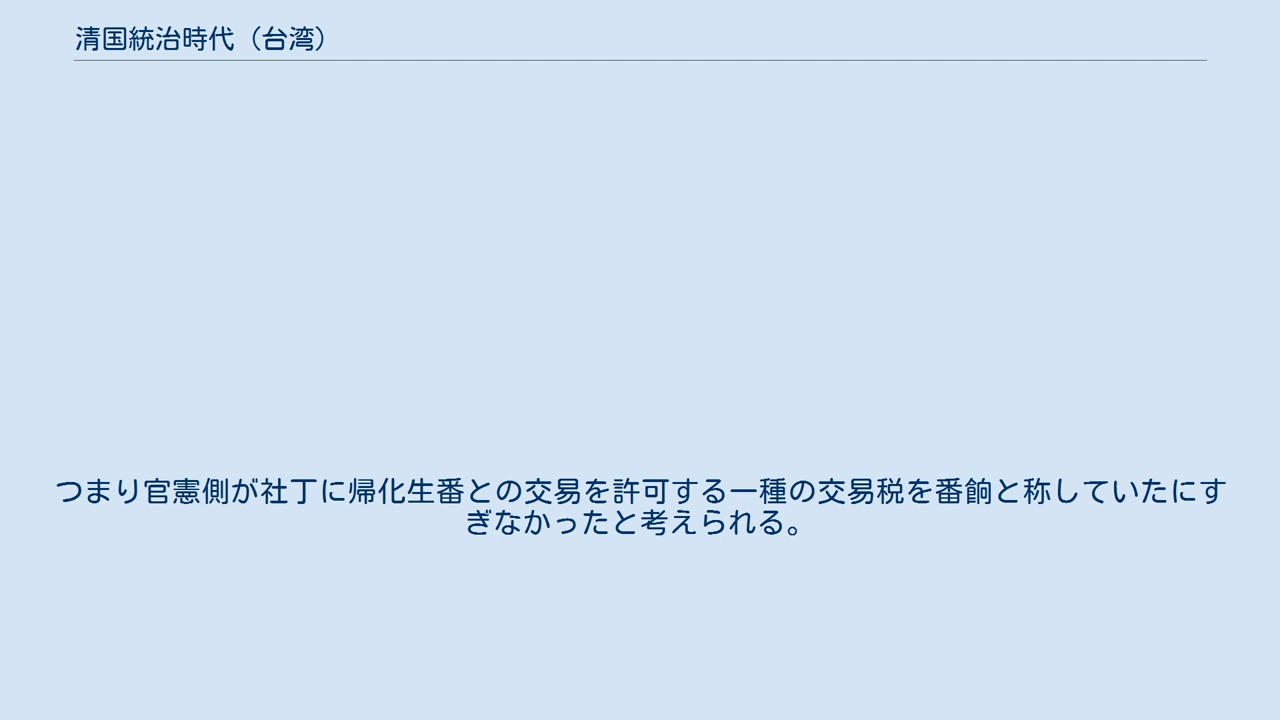 清国統治時代（台湾）
つまり官憲側が社丁に帰化生番との交易を許可する一種の交易税を番餉と称していたにす
ぎなかったと考えられる。